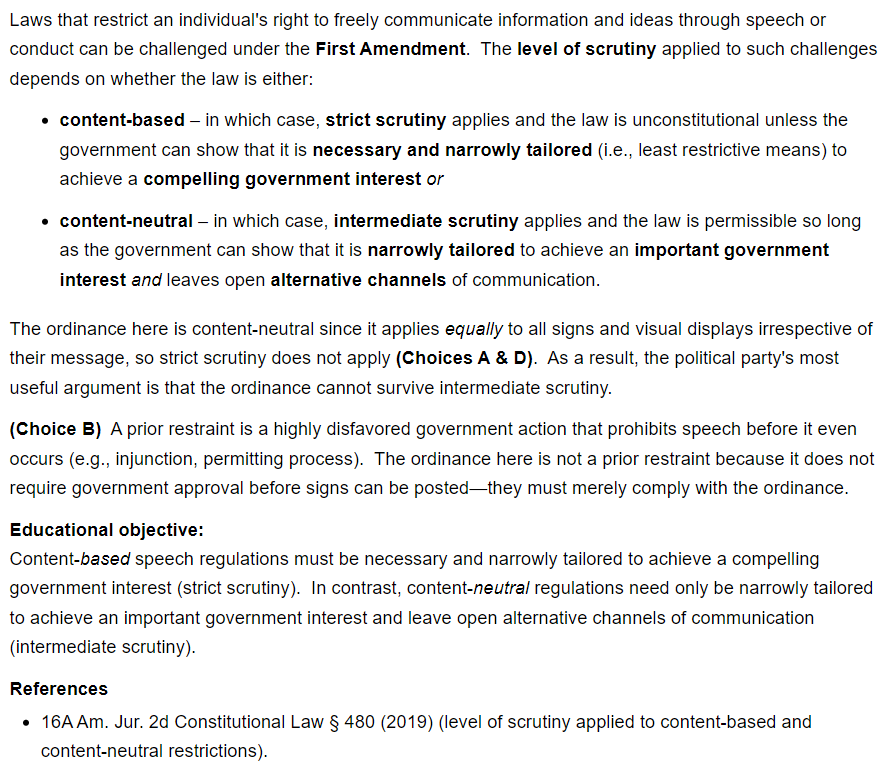 Laws that restrict an individual's right to freely communicate information and ideas through speech or
conduct can be challenged under the First Amendment. The level of scrutiny applied to such challenges
depends on whether the law is either:
• content-based – in which case, strict scrutiny applies and the law is unconstitutional unless the
government can show that it is necessary and narrowly tailored (i.e., least restrictive means) to
achieve a compelling government interest or
• content-neutral – in which case, intermediate scrutiny applies and the law is permissible so long
as the government can show that it is narrowly tailored to achieve an important government
interest and leaves open alternative channels of communication.
The ordinance here is content-neutral since it applies equally to all signs and visual displays irrespective of
their message, so strict scrutiny does not apply (Choices A & D). As a result, the political party's most
useful argument is that the ordinance cannot survive intermediate scrutiny.
(Choice B) A prior restraint is a highly disfavored government action that prohibits speech before it even
occurs (e.g., injunction, permitting process). The ordinance here is not a prior restraint because it does not
require government approval before signs can be posted—they must merely comply with the ordinance.
Educational objective:
Content-based speech regulations must be necessary and narrowly tailored to achieve a compelling
government interest (strict scrutiny). In contrast, content-neutral regulations need only be narrowly tailored
to achieve an important government interest and leave open alternative channels of communication
(intermediate scrutiny).
References
• 16A Am. Jur. 2d Constitutional Law § 480 (2019) (level of scrutiny applied to content-based and
content-neutral restrictions).